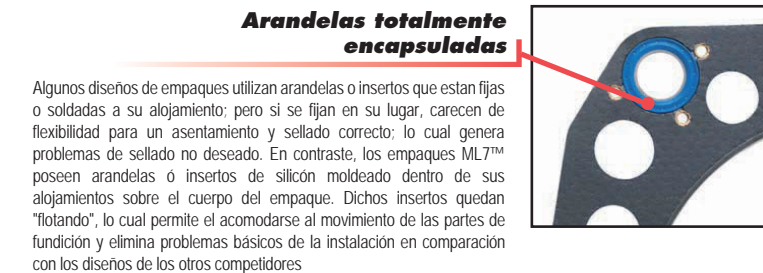 Arandelas totalmente
encapsuladas
Algunos diseños de empaques utilizan arandelas o insertos que estan fijas
o soldadas a su alojamiento; pero si se fijan en su lugar, carecen de
flexibilidad para un asentamiento y sellado correcto; lo cual genera
problemas de sellado no deseado. En contraste, los empaques ML7™
poseen arandelas ó insertos de silicón moldeado dentro de sus
alojamientos sobre el cuerpo del empaque. Dichos insertos quedan
"flotando", lo cual permite el acomodarse al movimiento de las partes de
fundición y elimina problemas básicos de la instalación en comparación
con los diseños de los otros competidores